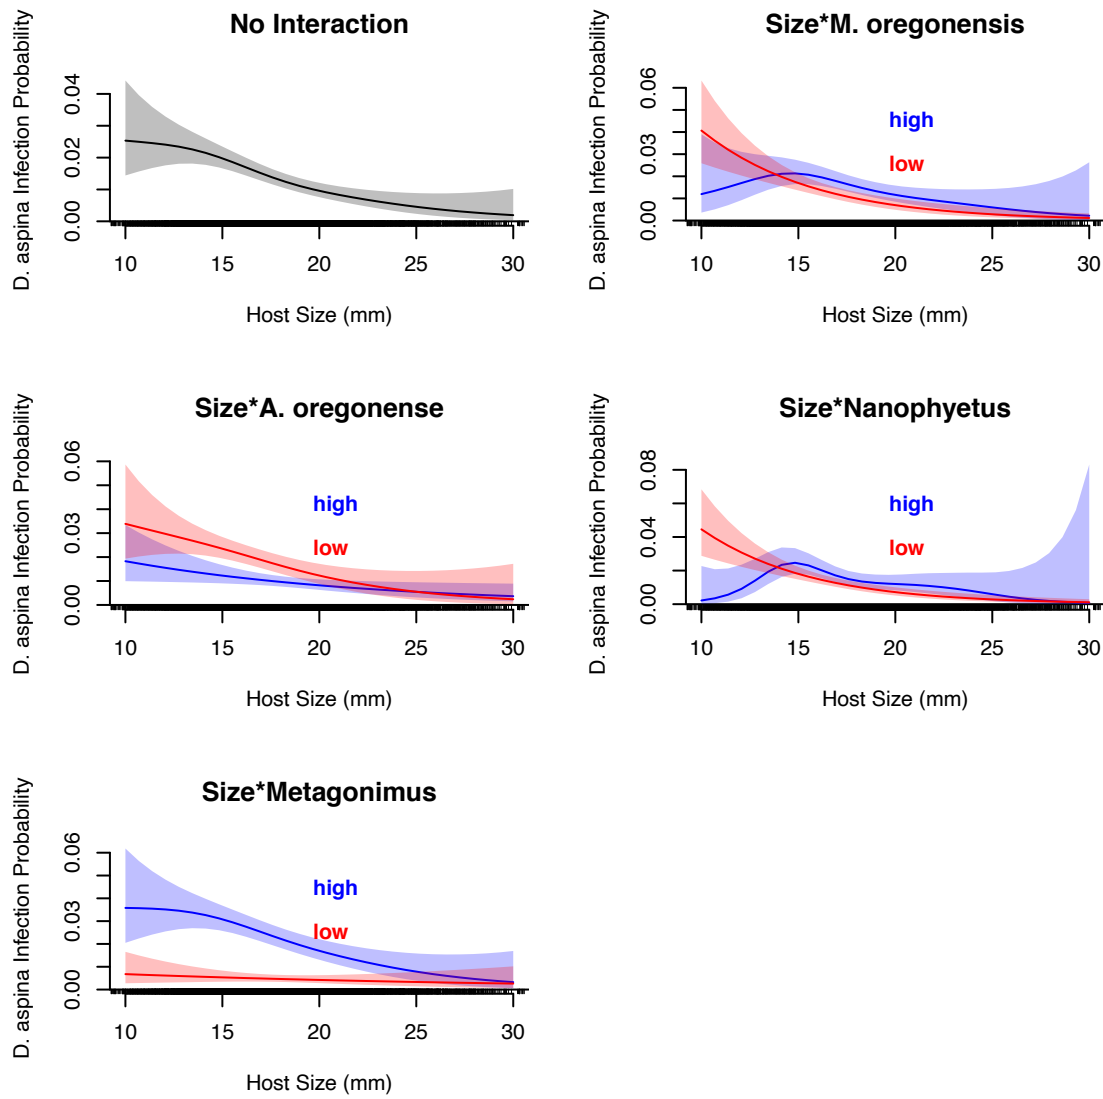 No Interaction
D. aspina Infection Probability
0.00
0.02
0.04
10
15
20
25
30
Host Size (mm)
Size*M. oregonensis
D. aspina Infection Probability
0.00
0.03
0.06
high
low
10
15
20
25
30
Host Size (mm)
Size*A. oregonense
D. aspina Infection Probability
0.00
0.03
0.06
high
low
10
15
20
25
30
Host Size (mm)
Size*Nanophyetus
D. aspina Infection Probability
0.00
0.04
0.08
high
low
10
15
20
25
30
Host Size (mm)
Size*Metagonimus
D. aspina Infection Probability
0.00
0.03
0.06
high
low
10
15
20
25
30
Host Size (mm)